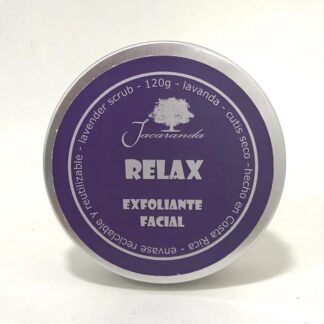 lavender scrub - 120g - lavanda - cutis seco - hecho en Costa Rica - envase reciclable Y reutilizable -
Jacaranda
RELAX
EXFOLIANTE
FACIAL